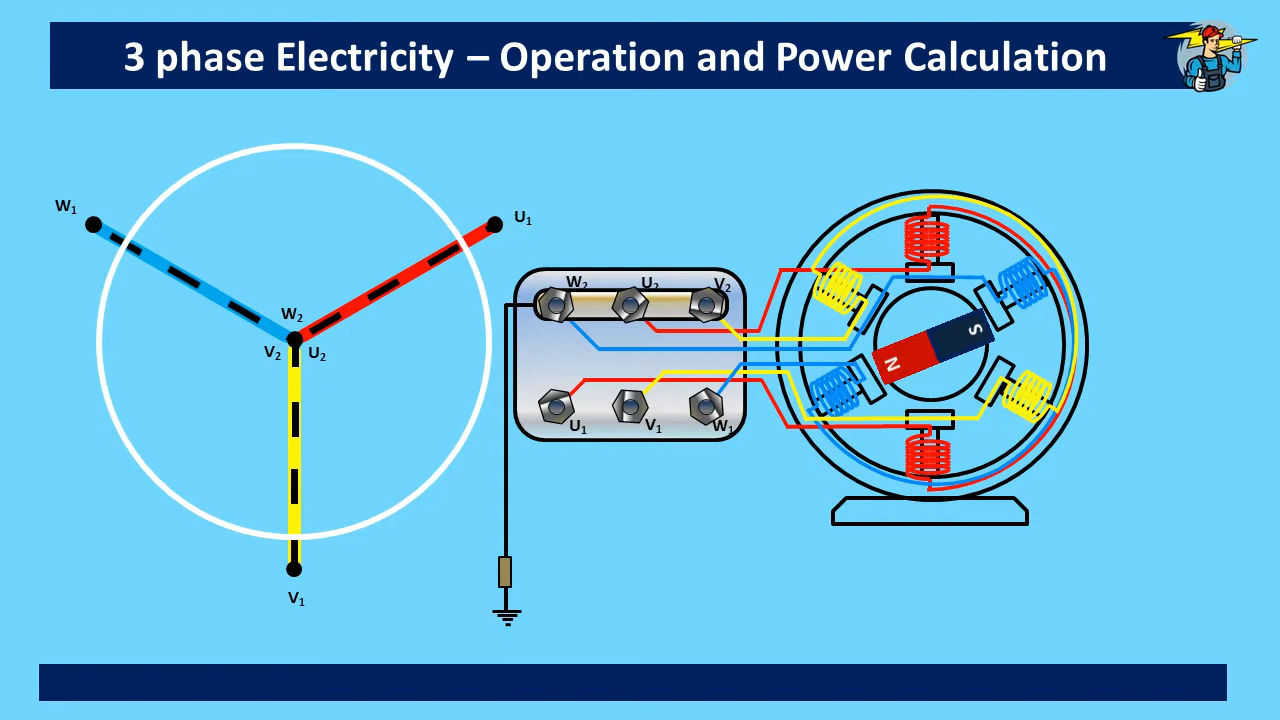 3 phase Electricity – Operation and Power Calculation
W₁
U₁
W₂
V₂ U₂
V₁
W₂ U₂ V₂
U₁ V₁ W₁
N
S